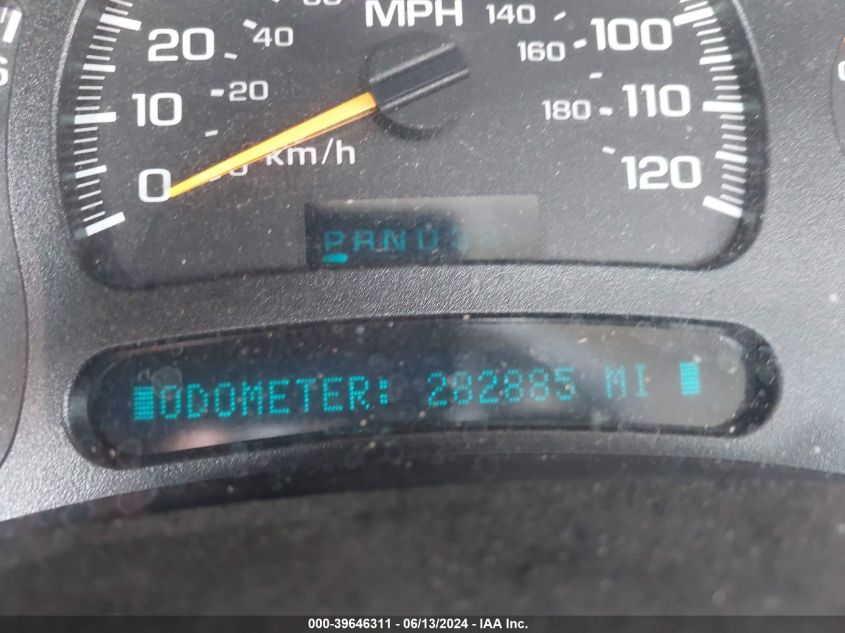 MPH 140
20 40 160 100
10 20 180 110
0 km/h 120
PRN
ODOMETER: 282885 MI
000-39646311 - 06/13/2024 - IAA Inc.